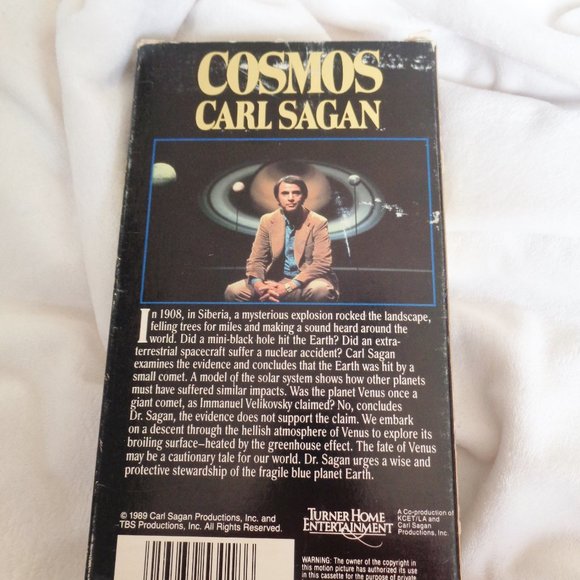 COSMOS
CARL SAGAN
In 1908, in Siberia, a mysterious explosion rocked the landscape,
felling trees for miles and making a sound heard around the
world. Did a mini-black hole hit the Earth? Did an extra-
terrestrial spacecraft suffer a nuclear accident? Carl Sagan
examines the evidence and concludes that the Earth was hit by a
small comet. A model of the solar system shows how other planets
must have suffered similar impacts. Was the planet Venus once a
giant comet, as Immanuel Velikovsky claimed? No, concludes
Dr. Sagan, the evidence does not support the claim. We embark
on a descent through the hellish atmosphere of Venus to explore its
broiling surface–heated by the greenhouse effect. The fate of Venus
may be a cautionary tale for our world. Dr. Sagan urges a wise and
protective stewardship of the fragile blue planet Earth.
© 1989 Carl Sagan Productions, Inc. and
TBS Productions, Inc. All Rights Reserved.
TURNER HOME
ENTERTAINMENT
A Co-production of
KCET/LA and
Carl Sagan
Productions, Inc.
WARNING: The owner of the copyright in
this motion picture has authorized its use
in this cassette for the purpose of private